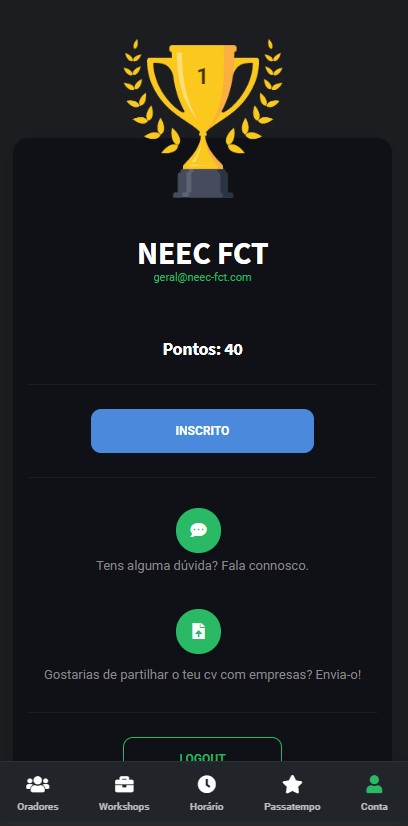 1
NEEC FCT
geral@neec-fct.com
Pontos: 40
INSCRITO
Tens alguma dúvida? Fala connosco.
Gostarias de partilhar o teu cv com empresas? Envia-o!
LOGOUT
Oradores
Workshops
Horário
Passatempo
Conta